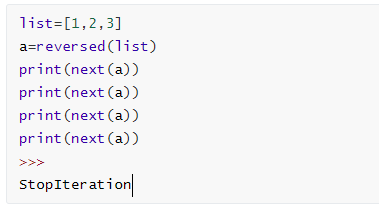 list=[1,2,3]
a=reversed(list)
print(next(a))
print(next(a))
print(next(a))
print(next(a))
>>>
StopIteration